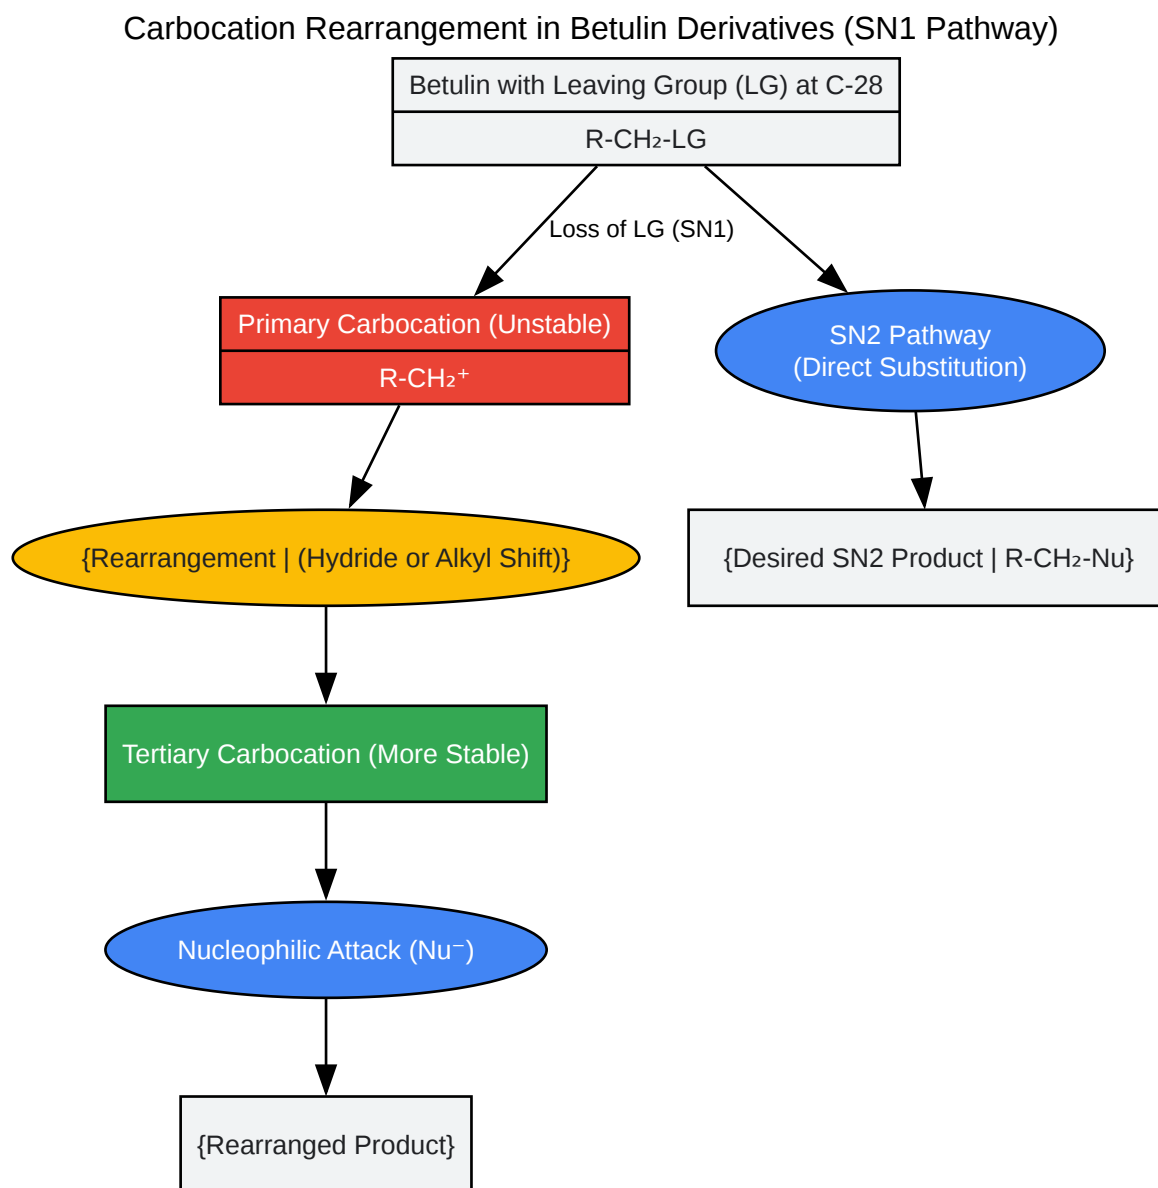 Carbocation Rearrangement in Betulin Derivatives (SN1 Pathway)
Betulin with Leaving Group (LG) at C-28
R-CH₂-LG
Loss of LG (SN1)
Primary Carbocation (Unstable)
R-CH₂⁺
SN2 Pathway
(Direct Substitution)
{Rearrangement | (Hydride or Alkyl Shift)}
{Desired SN2 Product | R-CH₂-Nu}
Tertiary Carbocation (More Stable)
Nucleophilic Attack (Nu⁻)
{Rearranged Product}